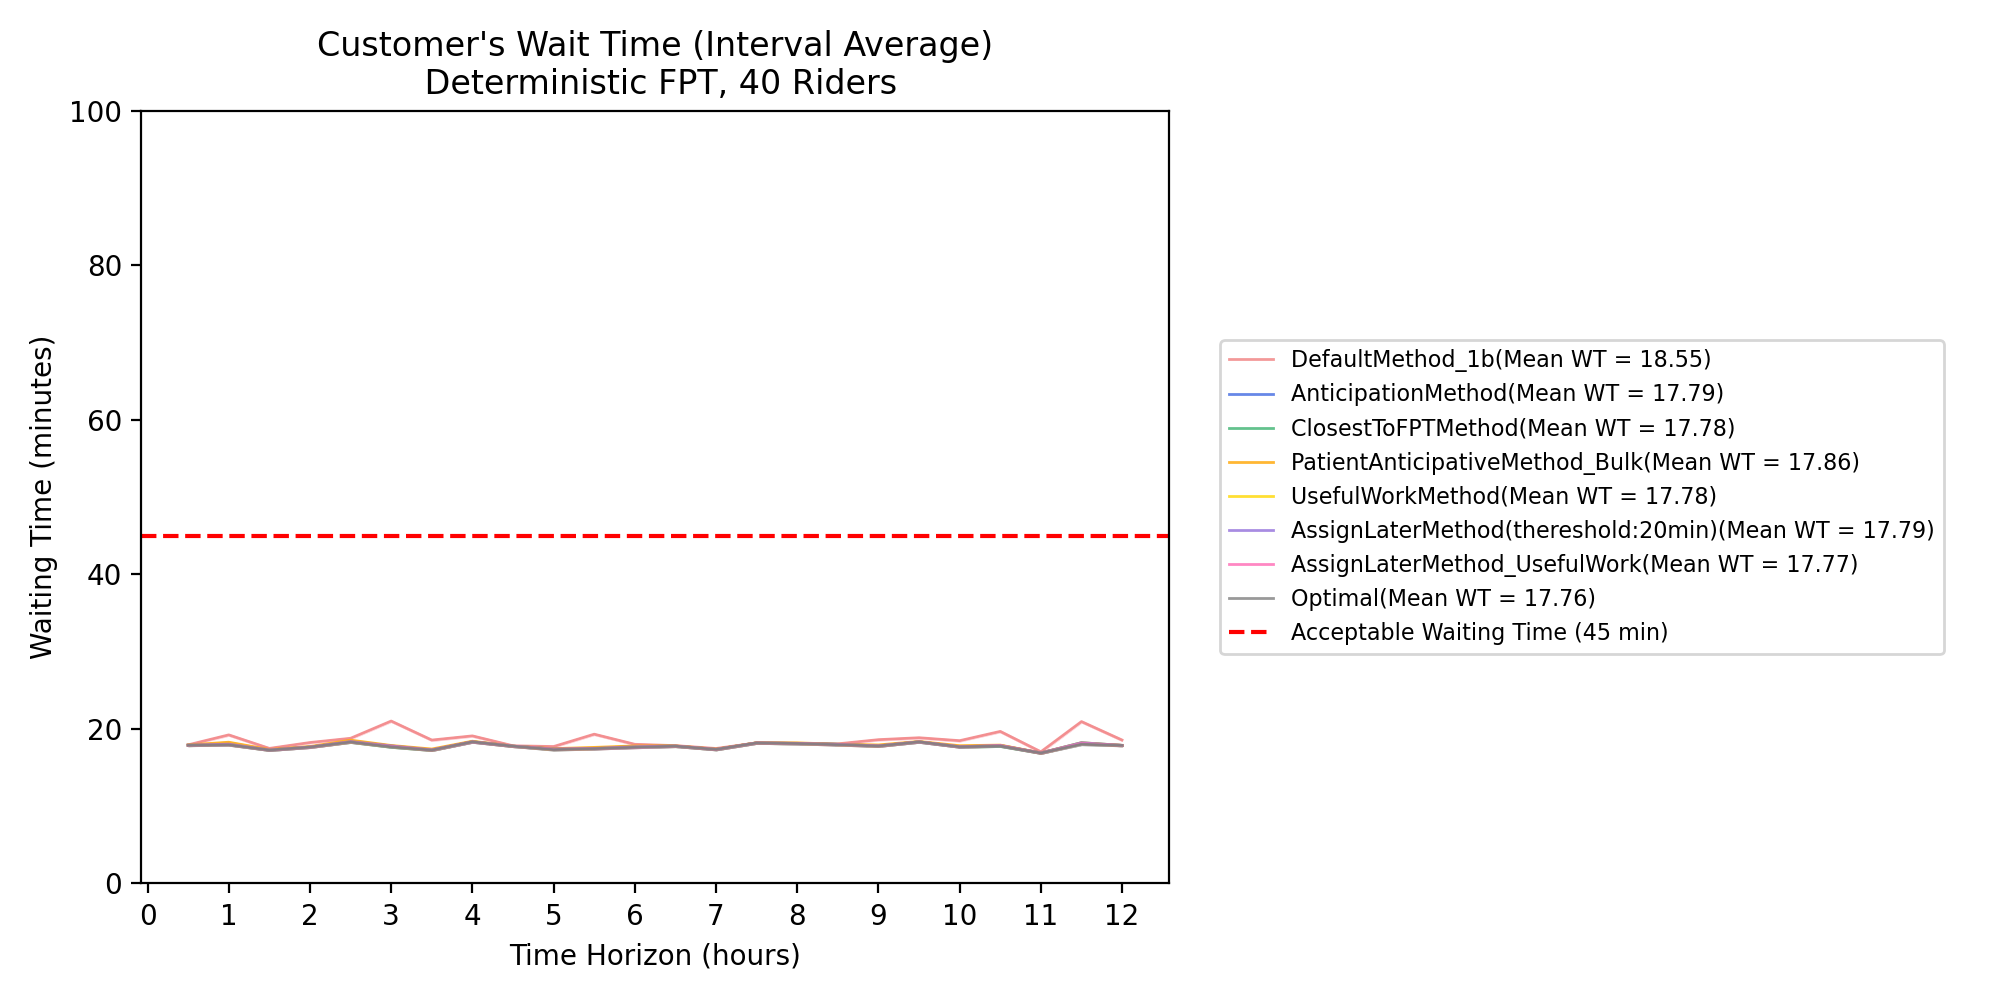 Customer's Wait Time (Interval Average)
Deterministic FPT, 40 Riders
Waiting Time (minutes)
100
80
60
40
20
0
0 1 2 3 4 5 6 7 8 9 10 11 12
Time Horizon (hours)
DefaultMethod_1b(Mean WT = 18.55)
AnticipationMethod(Mean WT = 17.79)
ClosestToFPTMethod(Mean WT = 17.78)
PatientAnticipativeMethod_Bulk(Mean WT = 17.86)
UsefulWorkMethod(Mean WT = 17.78)
AssignLaterMethod(thereshold:20min)(Mean WT = 17.79)
AssignLaterMethod_UsefulWork(Mean WT = 17.77)
Optimal(Mean WT = 17.76)
Acceptable Waiting Time (45 min)